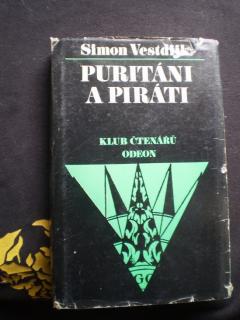 Simon Vestdijk
PURITÁNI
A PIRÁTI
KLUB ČTENÁŘŮ
ODEON